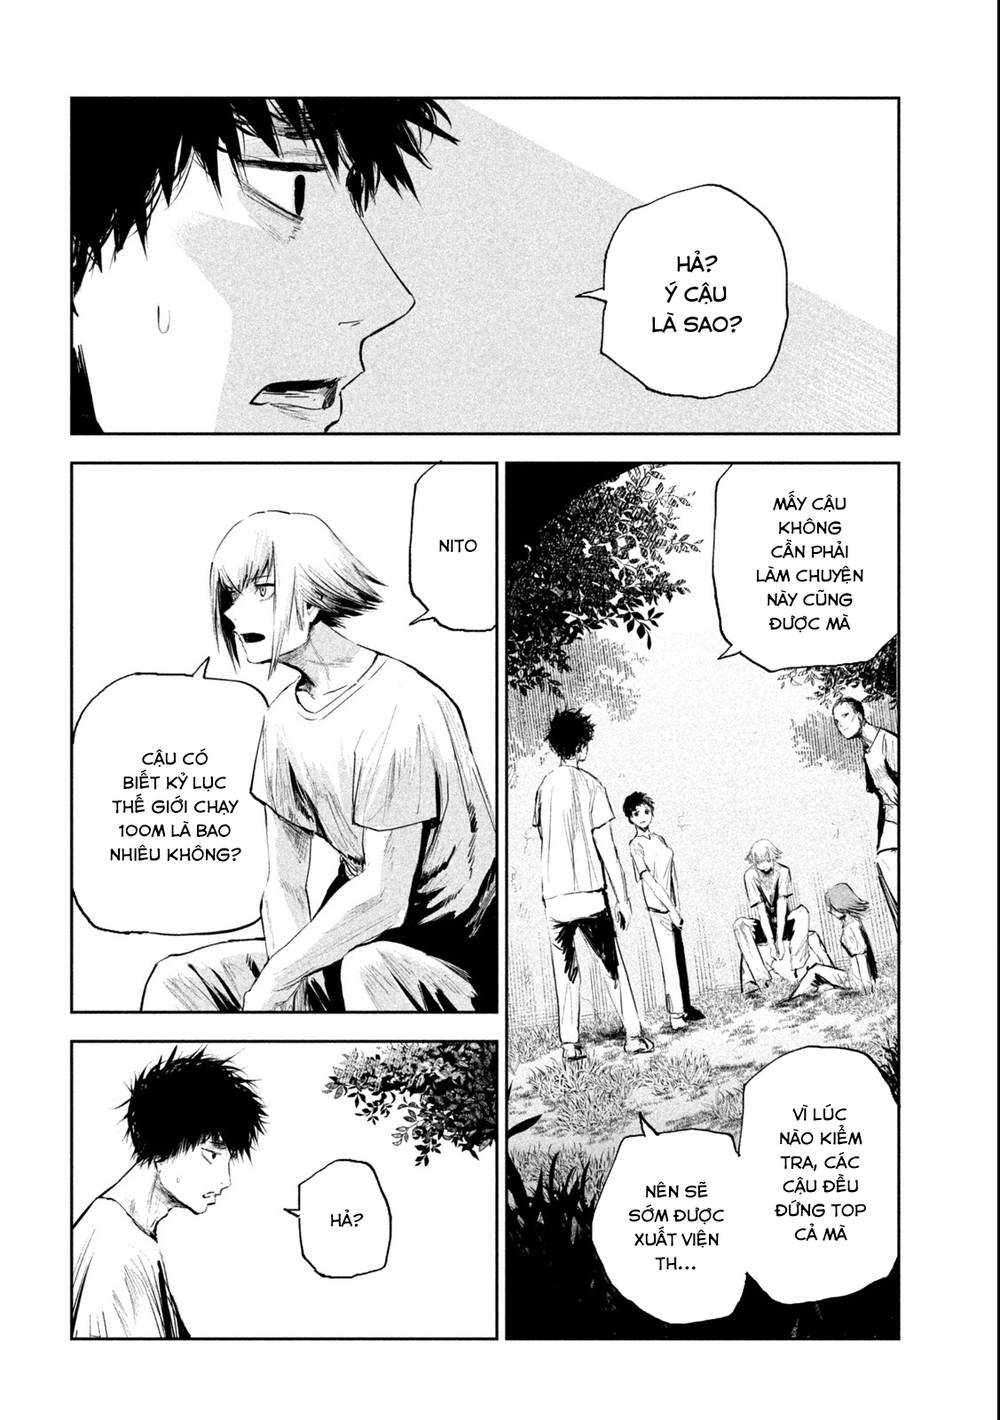 HẢ?
Ý CẬU
LÀ SAO?
MẤY CẬU
KHÔNG
CẦN PHẢI
LÀM CHUYỆN
NÀY CŨNG
ĐƯỢC MÀ
VÌ LÚC
NÀO KIỂM
TRA, CÁC
CẬU ĐỀU
ĐỨNG TOP
CẢ MÀ
NÊN SẼ
SỚM ĐƯỢC
XUẤT VIỆN
TH...
NITO
CẬU CÓ
BIẾT KỶ LỤC
THẾ GIỚI CHẠY
100M LÀ BAO
NHIÊU KHÔNG?
HẢ?